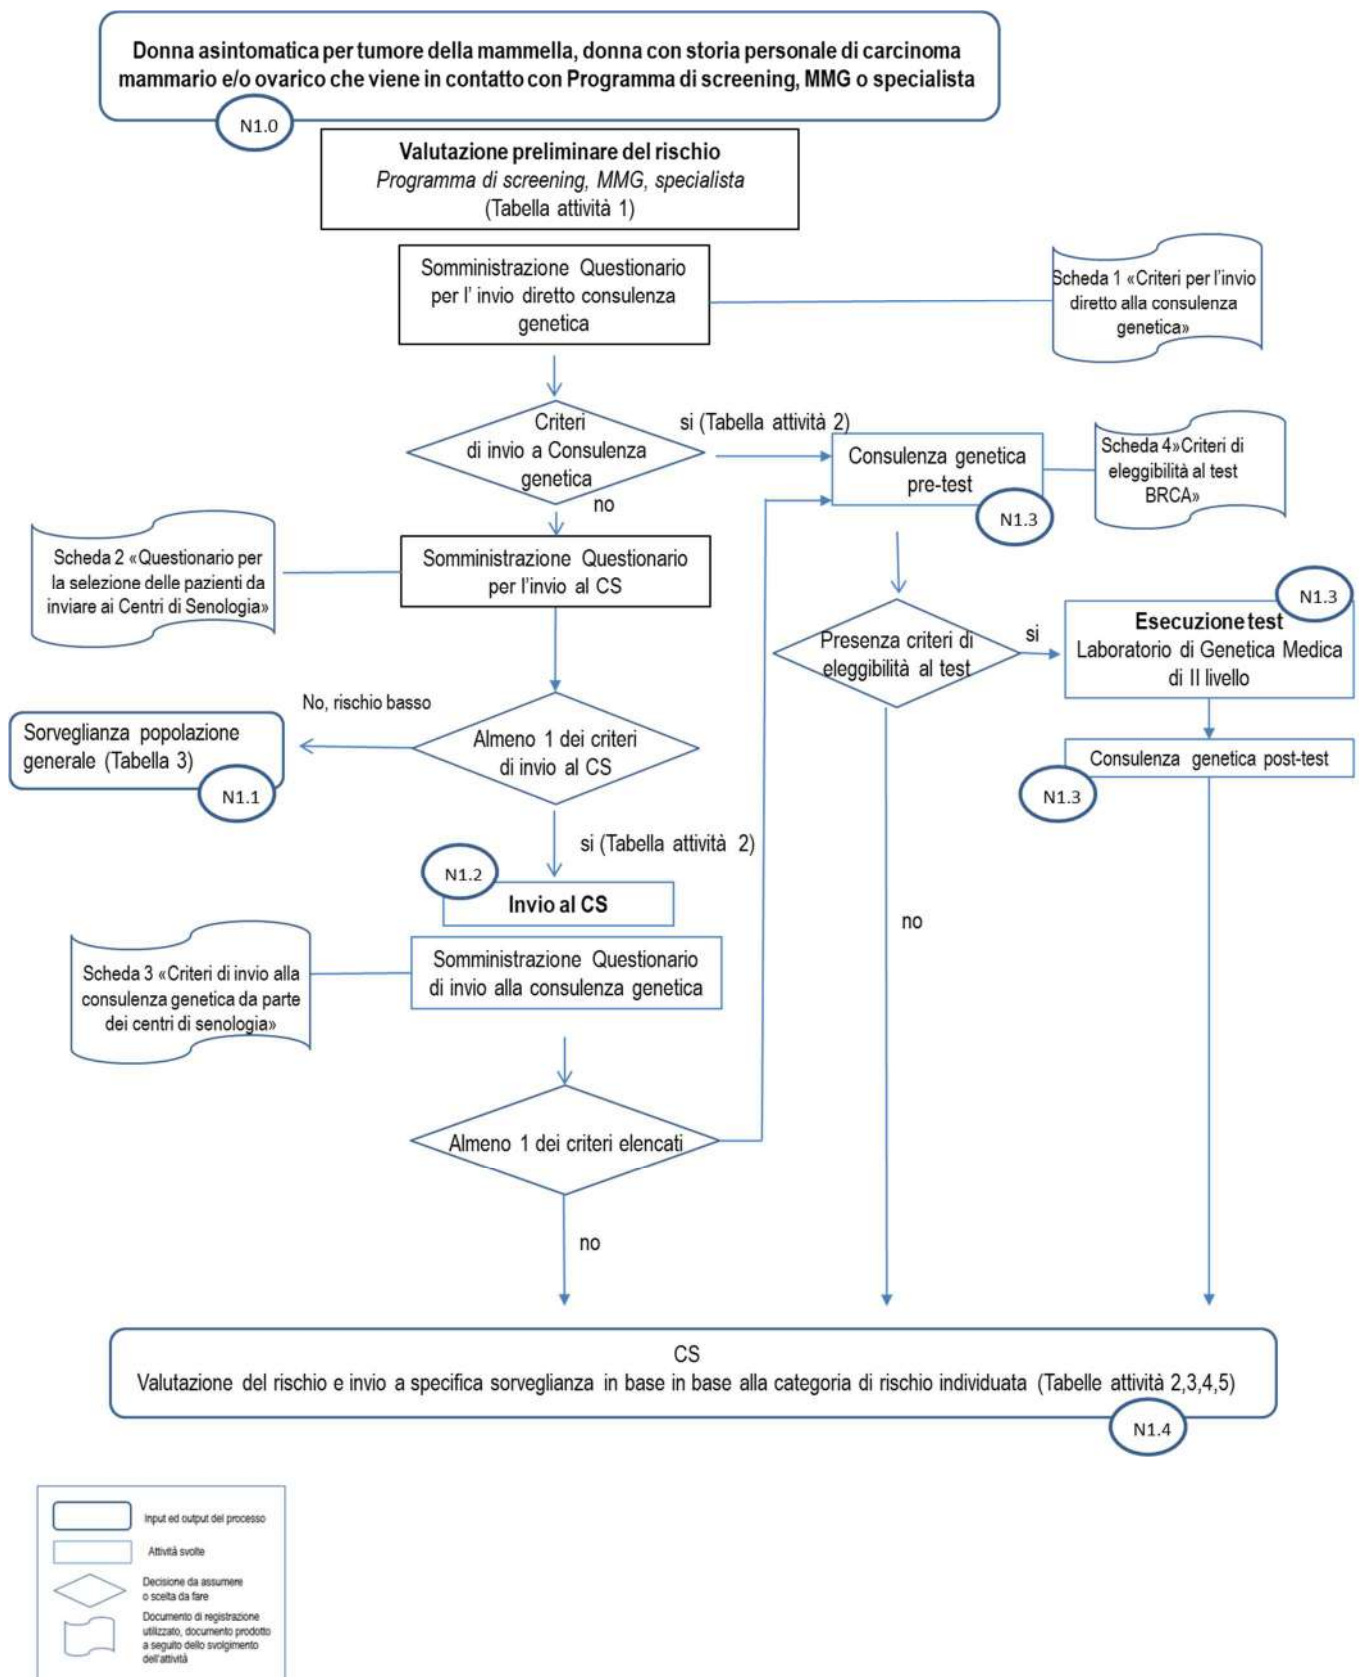 Donna asintomatica per tumore della mammella, donna con storia personale di carcinoma
mammario e/o ovarico che viene in contatto con Programma di screening, MMG o specialista
N1.0
Valutazione preliminare del rischio
Programma di screening, MMG, specialista
(Tabella attività 1)
Somministrazione Questionario
per l' invio diretto consulenza
genetica
Scheda 1 «Criteri per l'invio
diretto alla consulenza
genetica»
Criteri
di invio a Consulenza
genetica
si (Tabella attività 2)
no
Consulenza genetica
pre-test
N1.3
Scheda 4»Criteri di
eleggibilità al test
BRCA»
Scheda 2 «Questionario per
la selezione delle pazienti da
inviare ai Centri di Senologia»
Somministrazione Questionario
per l'invio al CS
Presenza criteri di
eleggibilità al test
si
N1.3
Esecuzione test
Laboratorio di Genetica Medica
di II livello
No, rischio basso
Sorveglianza popolazione
generale (Tabella 3)
N1.1
Almeno 1 dei criteri
di invio al CS
Consulenza genetica post-test
N1.3
si (Tabella attività 2)
N1.2
Invio al CS
no
Scheda 3 «Criteri di invio alla
consulenza genetica da parte
dei centri di senologia»
Somministrazione Questionario
di invio alla consulenza genetica
Almeno 1 dei criteri elencati
no
CS
Valutazione del rischio e invio a specifica sorveglianza in base in base alla categoria di rischio individuata (Tabelle attività 2,3,4,5)
N1.4
Input ed output del processo
Attività svolte
Decisione da assumere
o scelta da fare
Documento di registrazione
utilizzato, documento prodotto
a seguito dello svolgimento
dell'attività